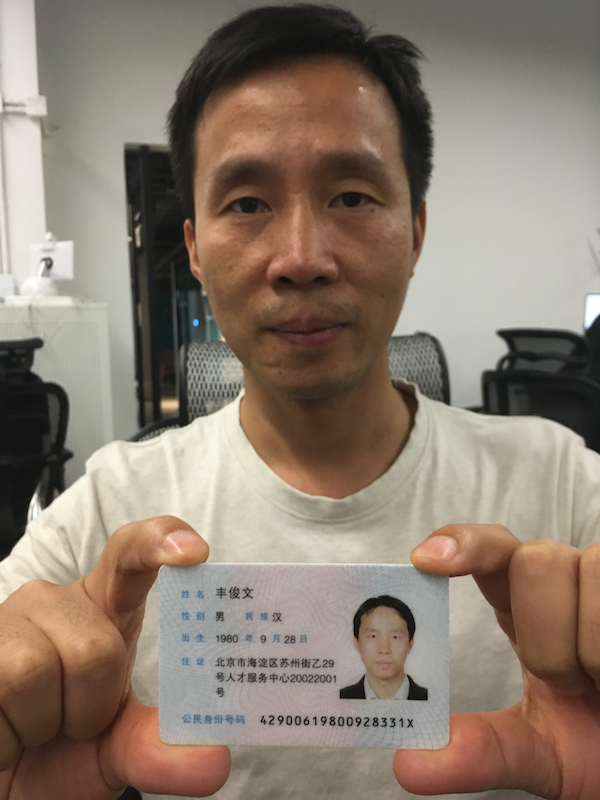 姓名 丰俊文
性别 男 民族 汉
出生 1980 年 9 月 28 日
住址 北京市海淀区苏州街乙29
号人才服务中心20022001
号
公民身份号码 42900619800928331X